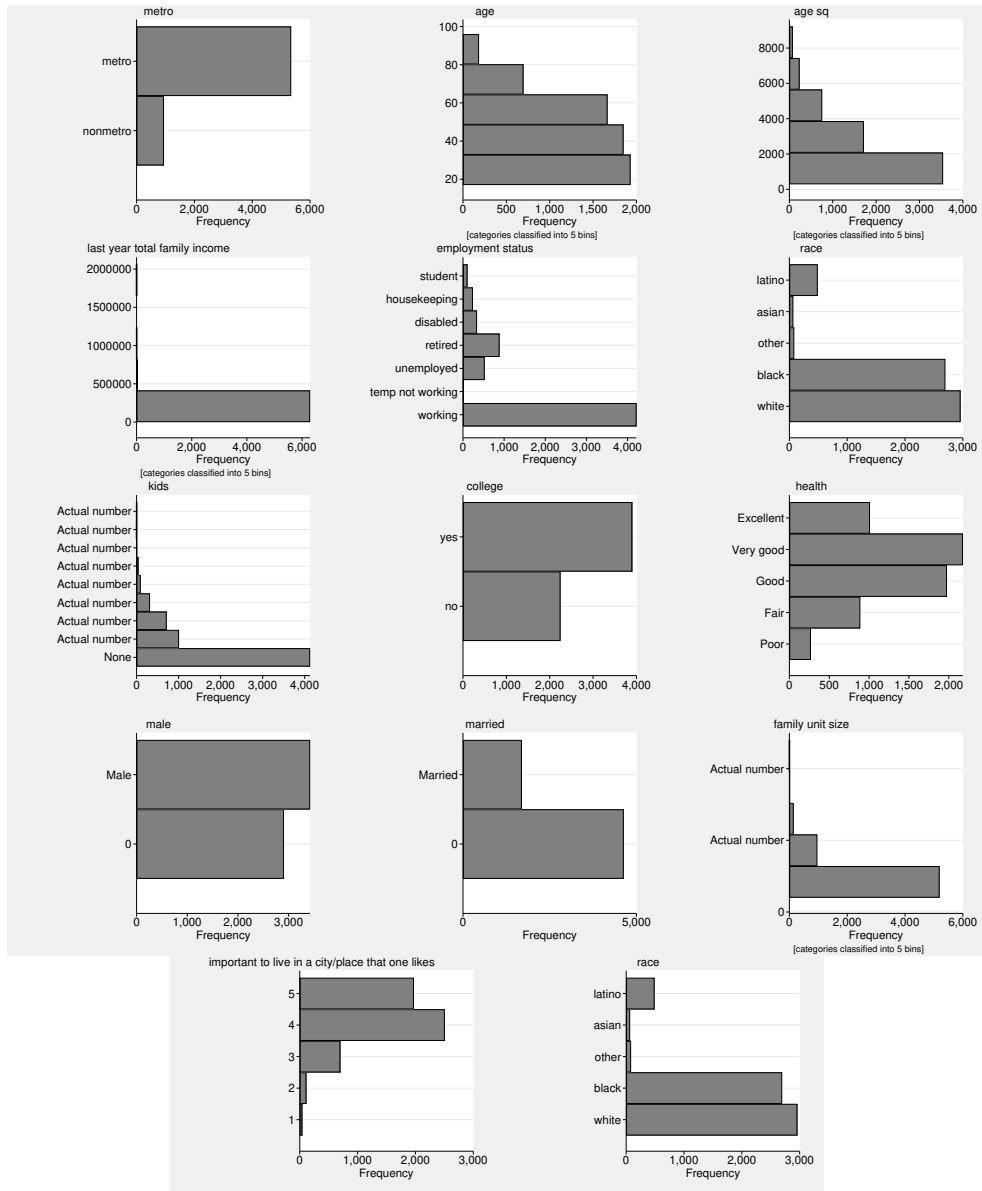 metro
metro
nonmetro
0 2,000 4,000 6,000
Frequency
age
100
80
60
40
20
0 500 1,000 1,500 2,000
Frequency
[categories classified into 5 bins]
age sq
8000
6000
4000
2000
0
0 1,000 2,000 3,000 4,000
Frequency
[categories classified into 5 bins]
last year total family income
2000000
1500000
1000000
500000
0
0 2,000 4,000 6,000
Frequency
[categories classified into 5 bins]
employment status
student
housekeeping
disabled
retired
unemployed
temp not working
working
0 1,000 2,000 3,000 4,000
Frequency
race
latino
asian
other
black
white
0 1,000 2,000 3,000
Frequency
kids
Actual number
Actual number
Actual number
Actual number
Actual number
Actual number
Actual number
Actual number
None
0 1,000 2,000 3,000 4,000
Frequency
college
yes
no
0 1,000 2,000 3,000 4,000
Frequency
health
Excellent
Very good
Good
Fair
Poor
0 500 1,000 1,500 2,000
Frequency
male
Male
0
0 1,000 2,000 3,000
Frequency
married
Married
0
0 5,000
Frequency
family unit size
Actual number
Actual number
0
0 2,000 4,000 6,000
Frequency
[categories classified into 5 bins]
important to live in a city/place that one likes
5
4
3
2
1
0 1,000 2,000 3,000
Frequency
race
latino
asian
other
black
white
0 1,000 2,000 3,000
Frequency